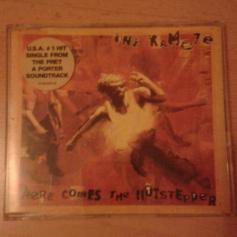 INI KAMOZE
U.S.A. #1 HIT
SINGLE FROM
THE PRET
A PORTER
SOUNDTRACK
HERE COMES THE HOTSTEPPER